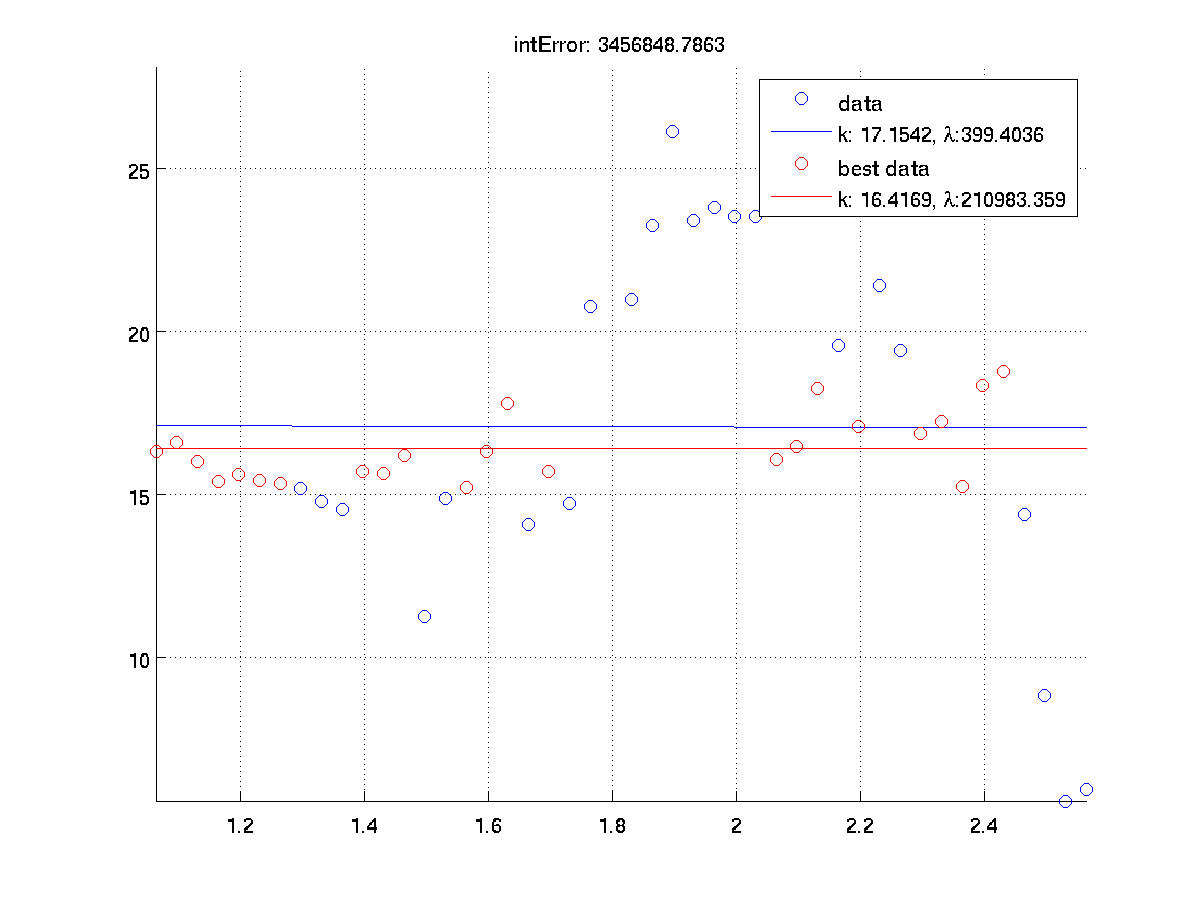 intError: 3456848.7863
data
k: 17.1542, λ:399.4036
best data
k: 16.4169, λ:210983.359
25
20
15
10
1.2 1.4 1.6 1.8 2 2.2 2.4